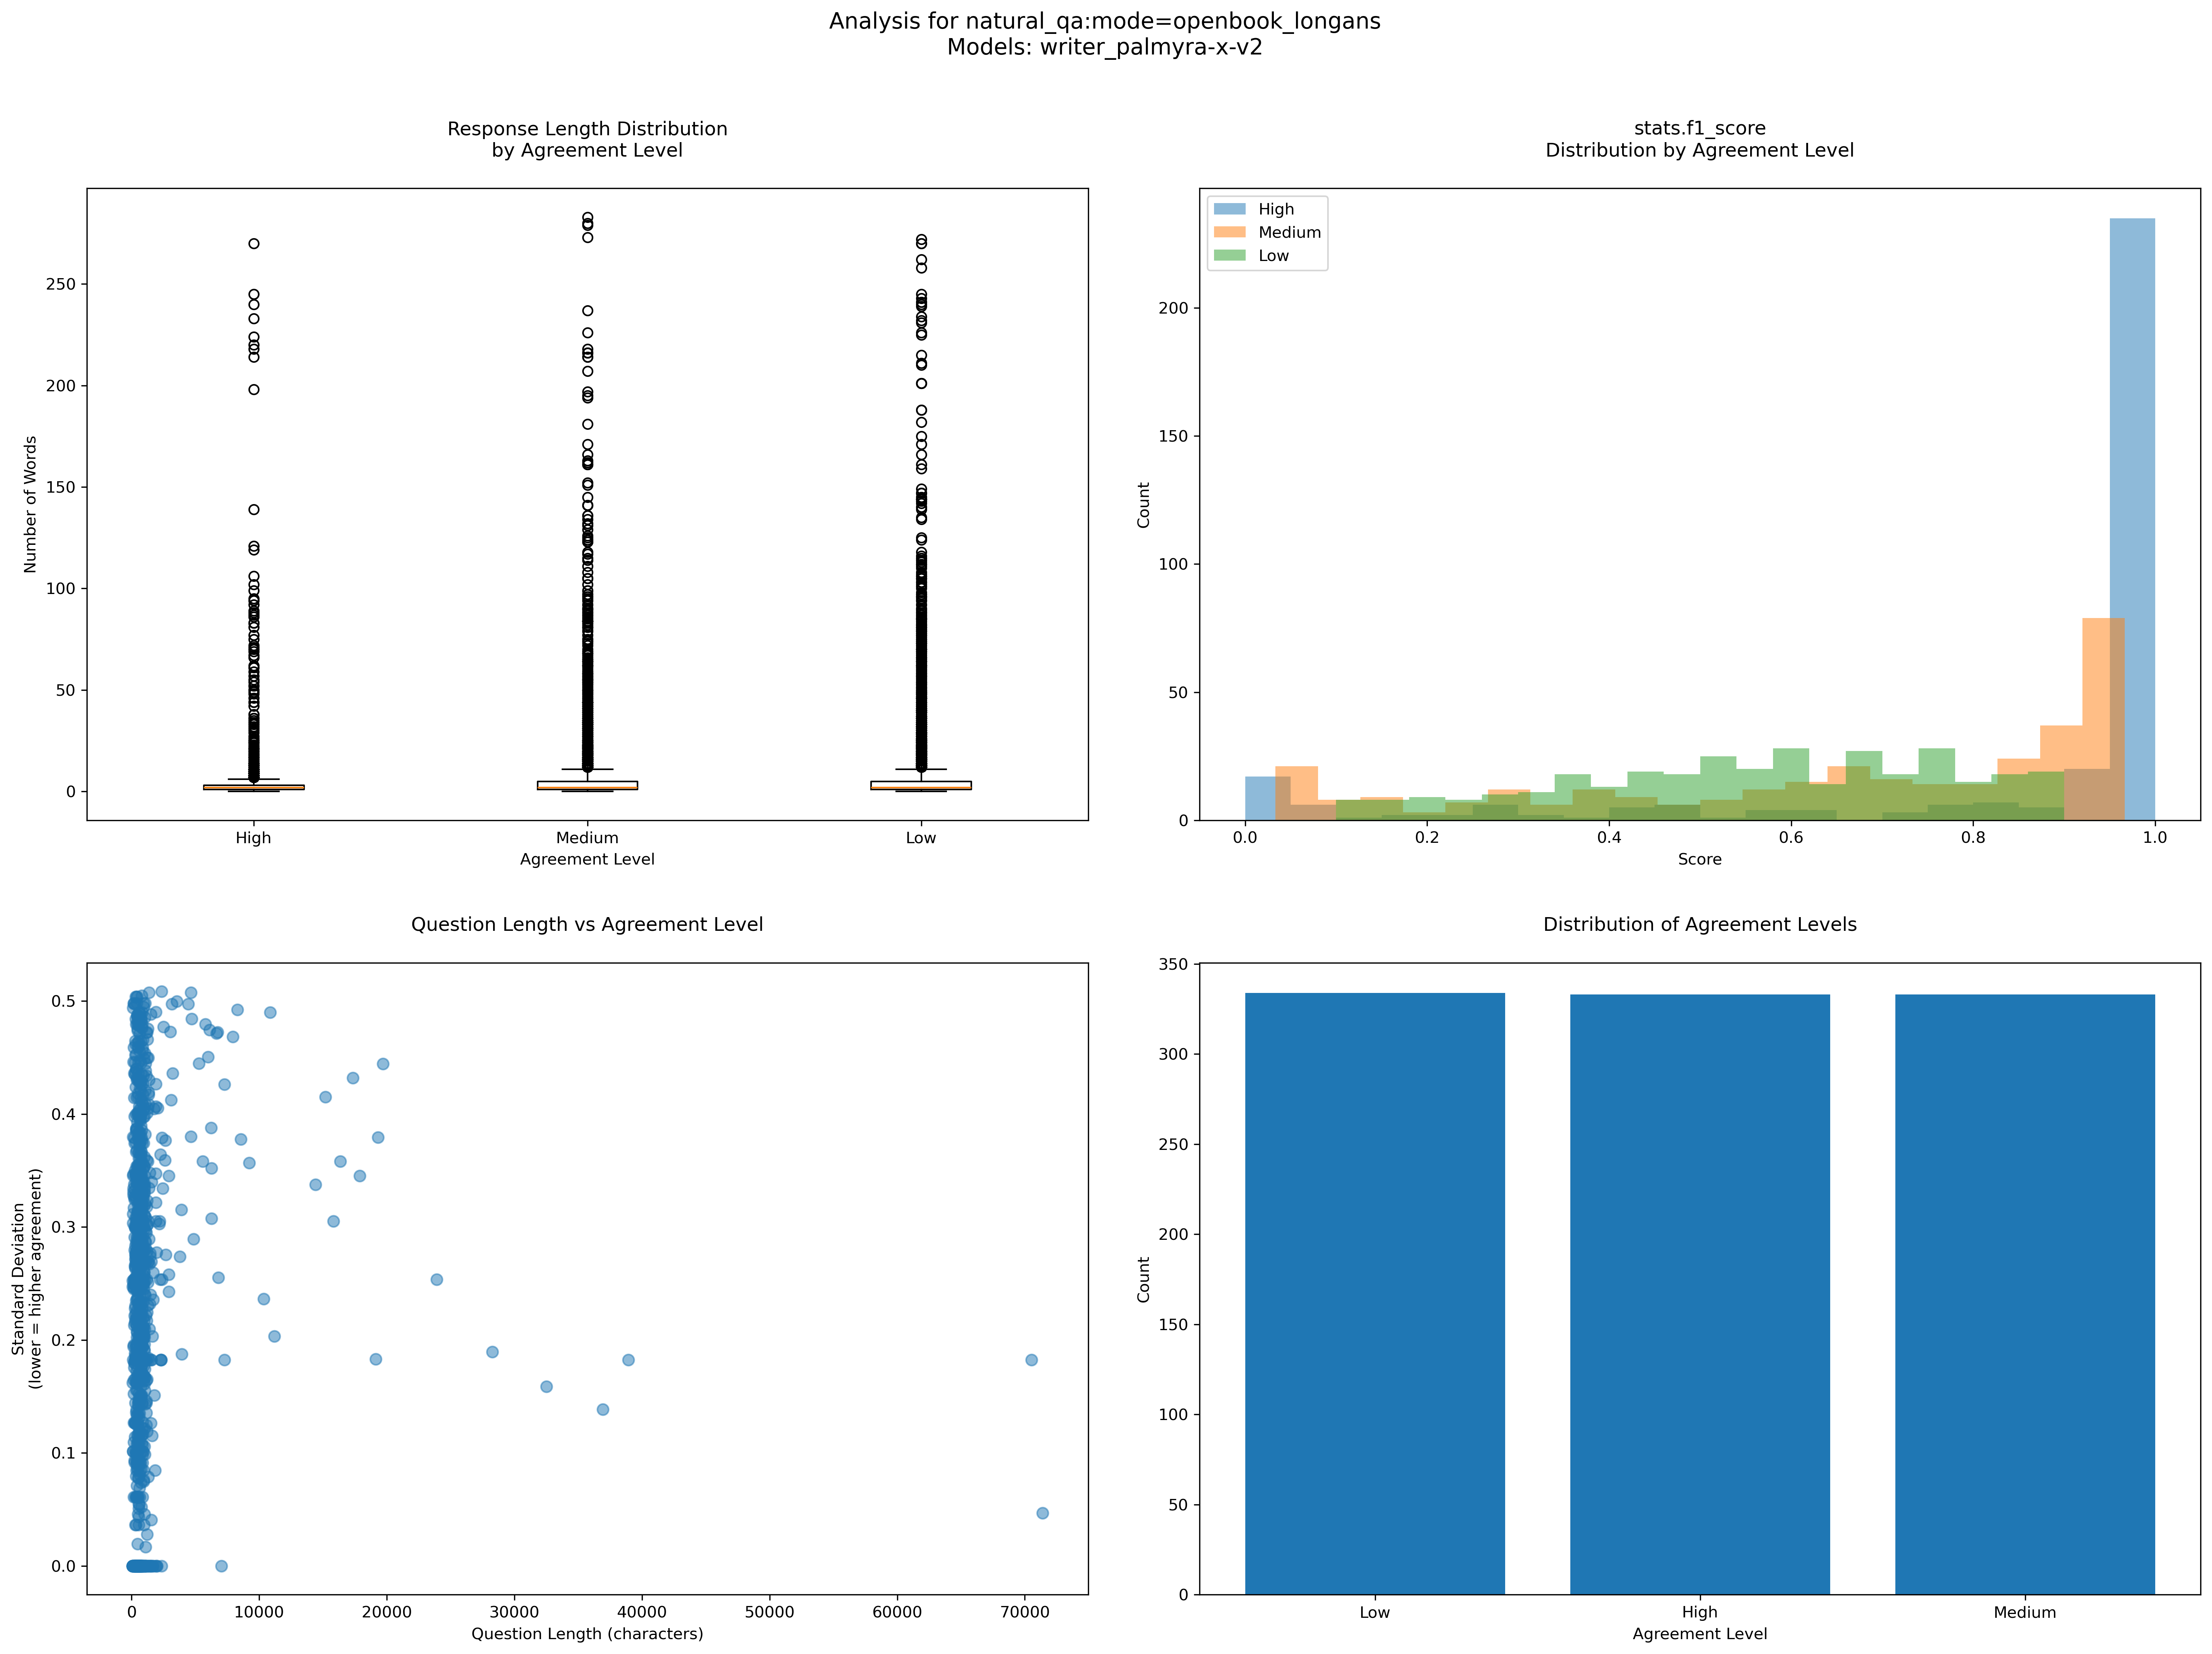 Analysis for natural_qa:mode=openbook_longans
Models: writer_palmyra-x-v2
Response Length Distribution
by Agreement Level
Number of Words
250
200
150
100
50
0
High
Medium
Low
Agreement Level
stats.f1_score
Distribution by Agreement Level
High
Medium
Low
Count
200
150
100
50
0
0.0
0.2
0.4
0.6
0.8
1.0
Score
Question Length vs Agreement Level
Standard Deviation
(lower = higher agreement)
0.5
0.4
0.3
0.2
0.1
0.0
0
10000
20000
30000
40000
50000
60000
70000
Question Length (characters)
Distribution of Agreement Levels
Count
350
300
250
200
150
100
50
0
Low
High
Medium
Agreement Level